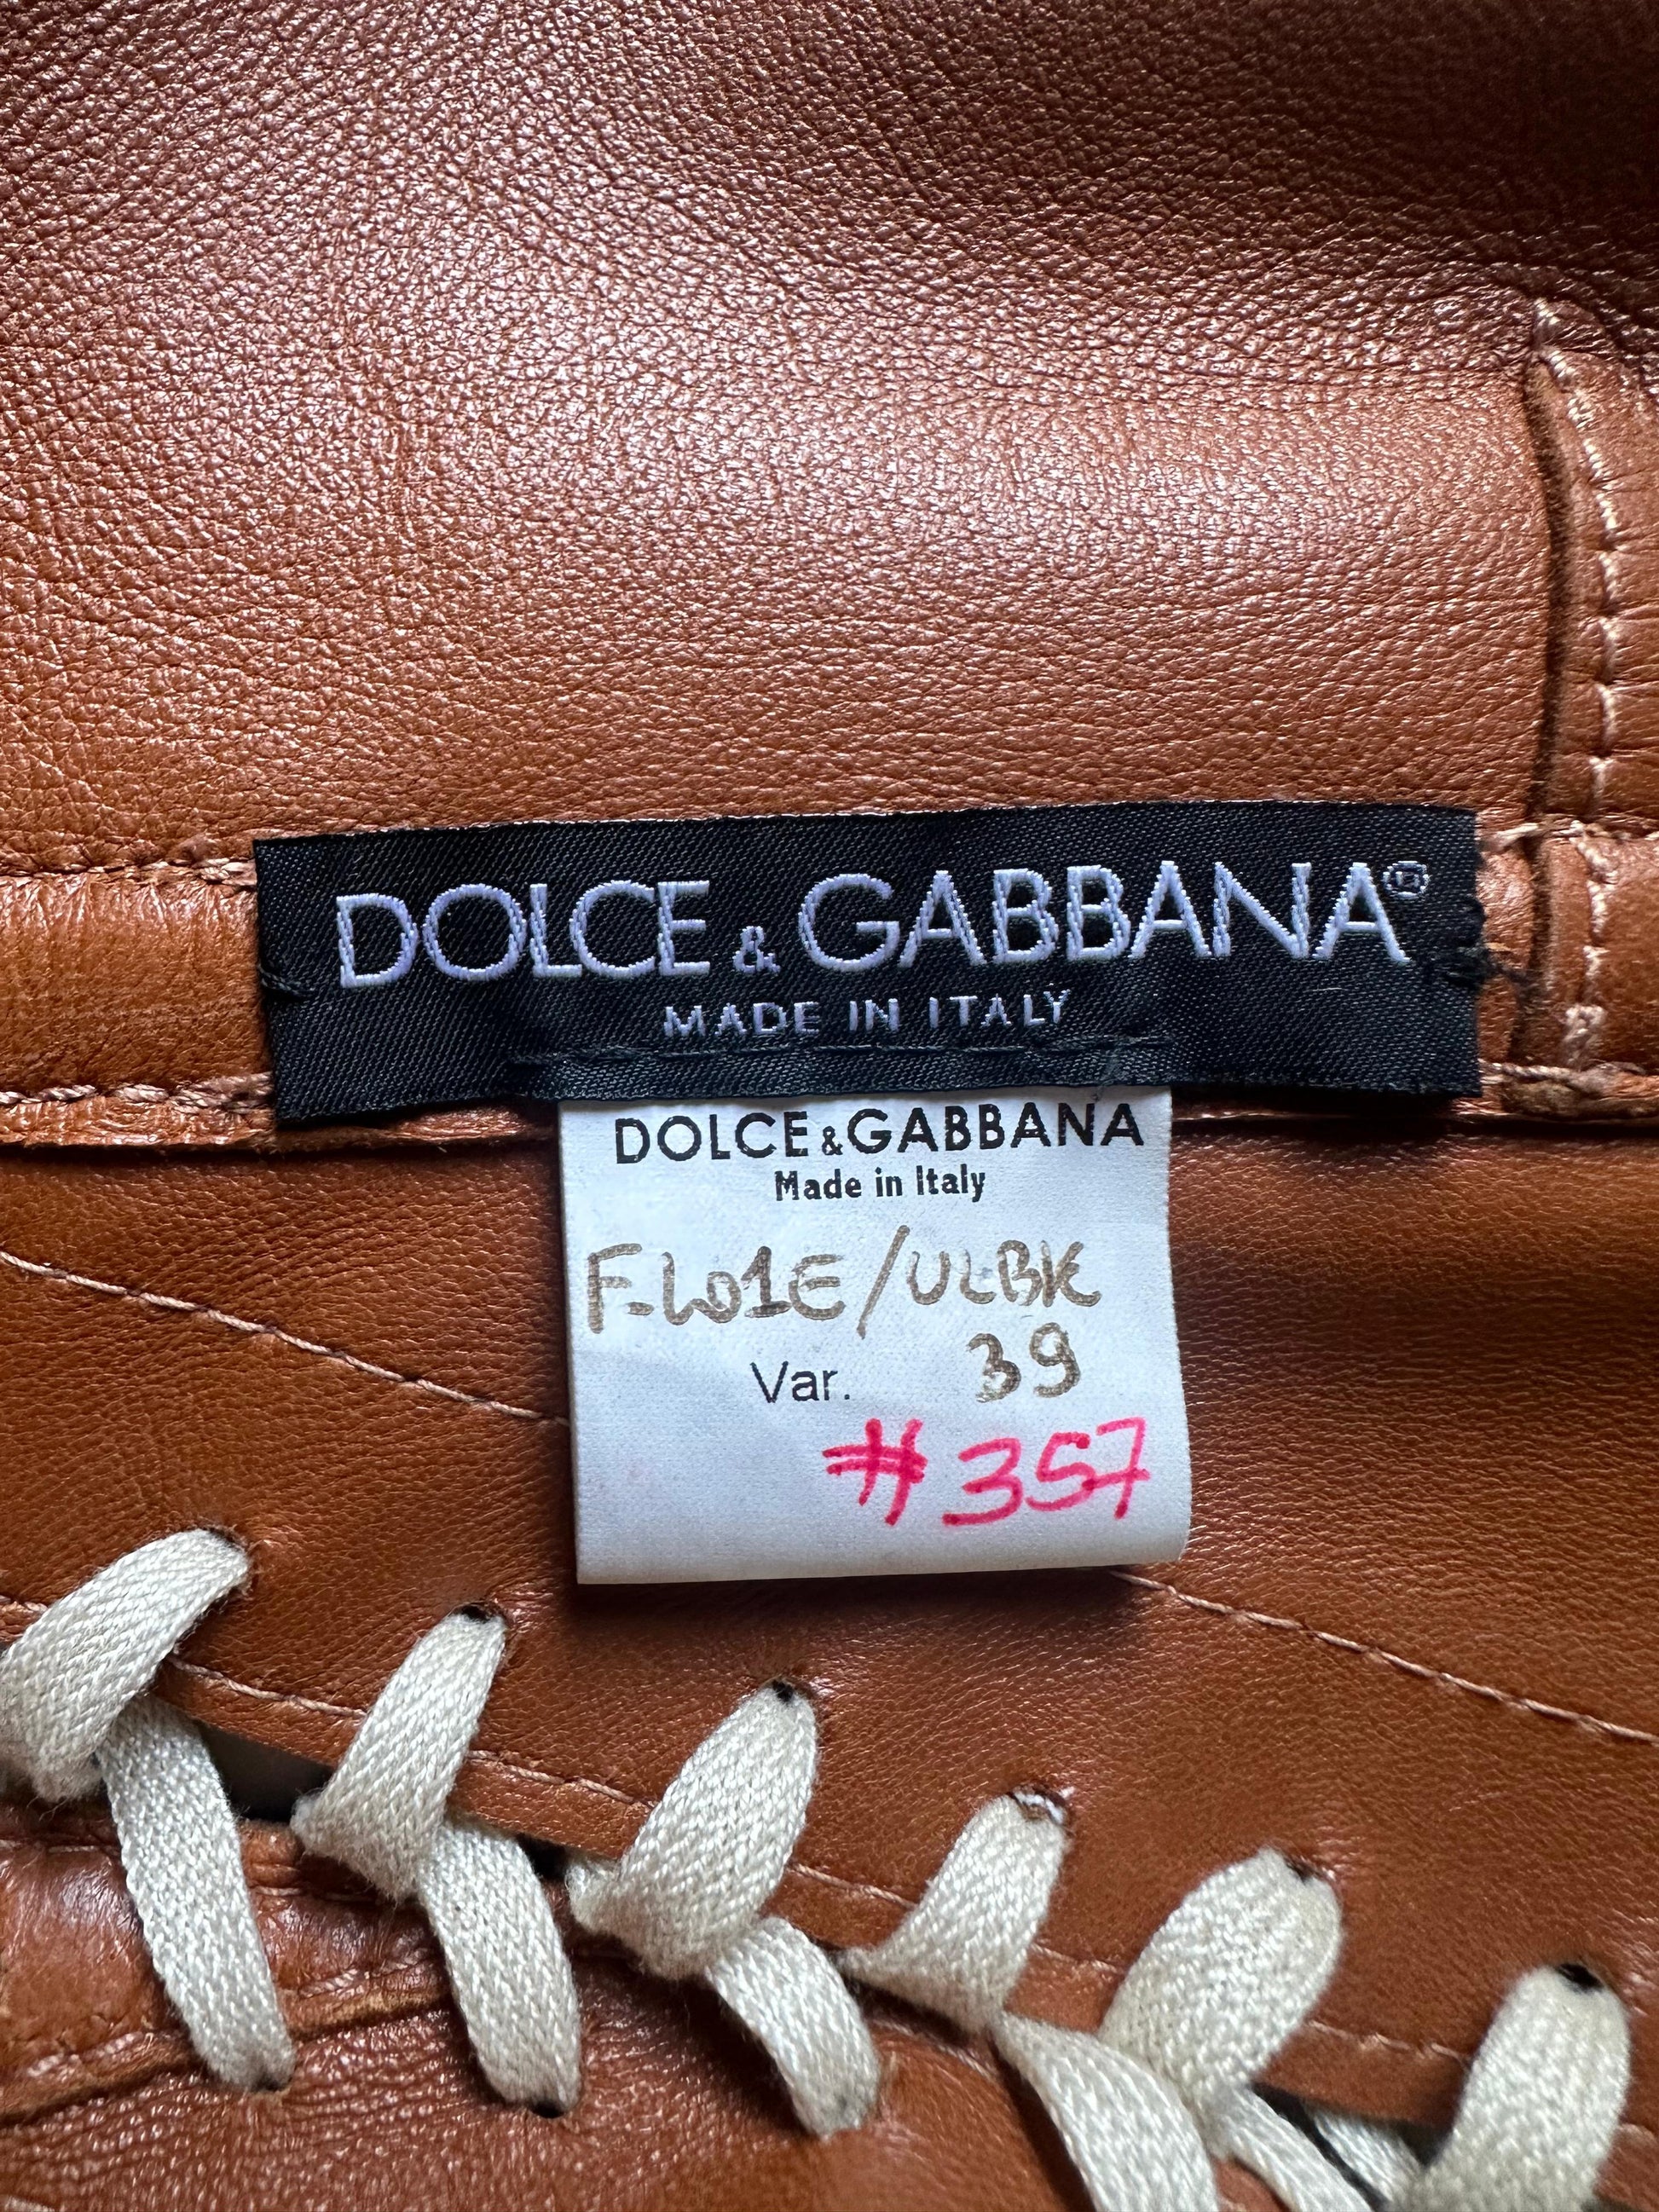 DOLCE & GABBANA®
MADE IN ITALY
DOLCE&GABBANA
Made in Italy
F.L01E/ULBK
Var. 39
#357